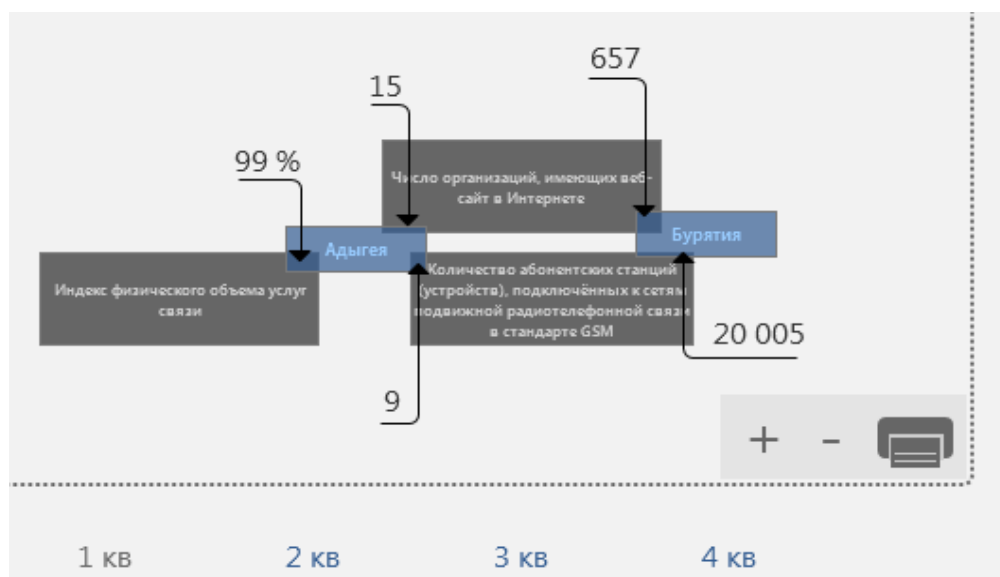 657
15
99 %
Число организаций, имеющих веб-
сайт в Интернете
Адыгея
Бурятия
Индекс физического объема услуг
связи
Количество абонентских станций
(устройств), подключённых к сетям
подвижной радиотелефонной связи
в стандарте GSM
20 005
9
+ -
1 кв 2 кв 3 кв 4 кв